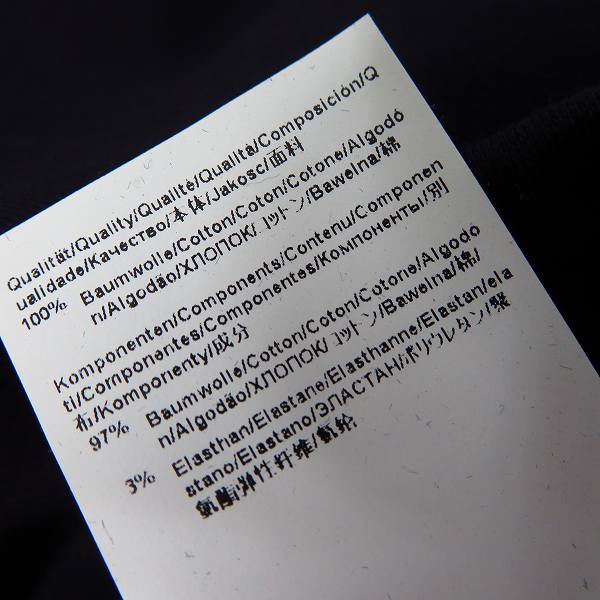 Qualität/Quality/Qualité/Qualità/Composición/Q
ualidade/Качество/本体/Jakosc/面料
100% Baumwolle/Cotton/Coton/Cotone/Algodó
n/Algodão/ХЛОПОК/コットン/Bawelna/棉
Komponenten/Components/Contenu/Componen
ti/Componentes/Componentes/Компоненты/別
布/Komponenty/成分
97% Baumwolle/Cotton/Coton/Cotone/Algodó
n/Algodão/ХЛОПОК/コットン/Bawelna/棉/
3% Elasthan/Elastane/Elasthanne/Elastan/ela
stano/Elastano/ЭЛАСТАН/ポリウレタン/聚
氨酯/弹性纤维/氨纶